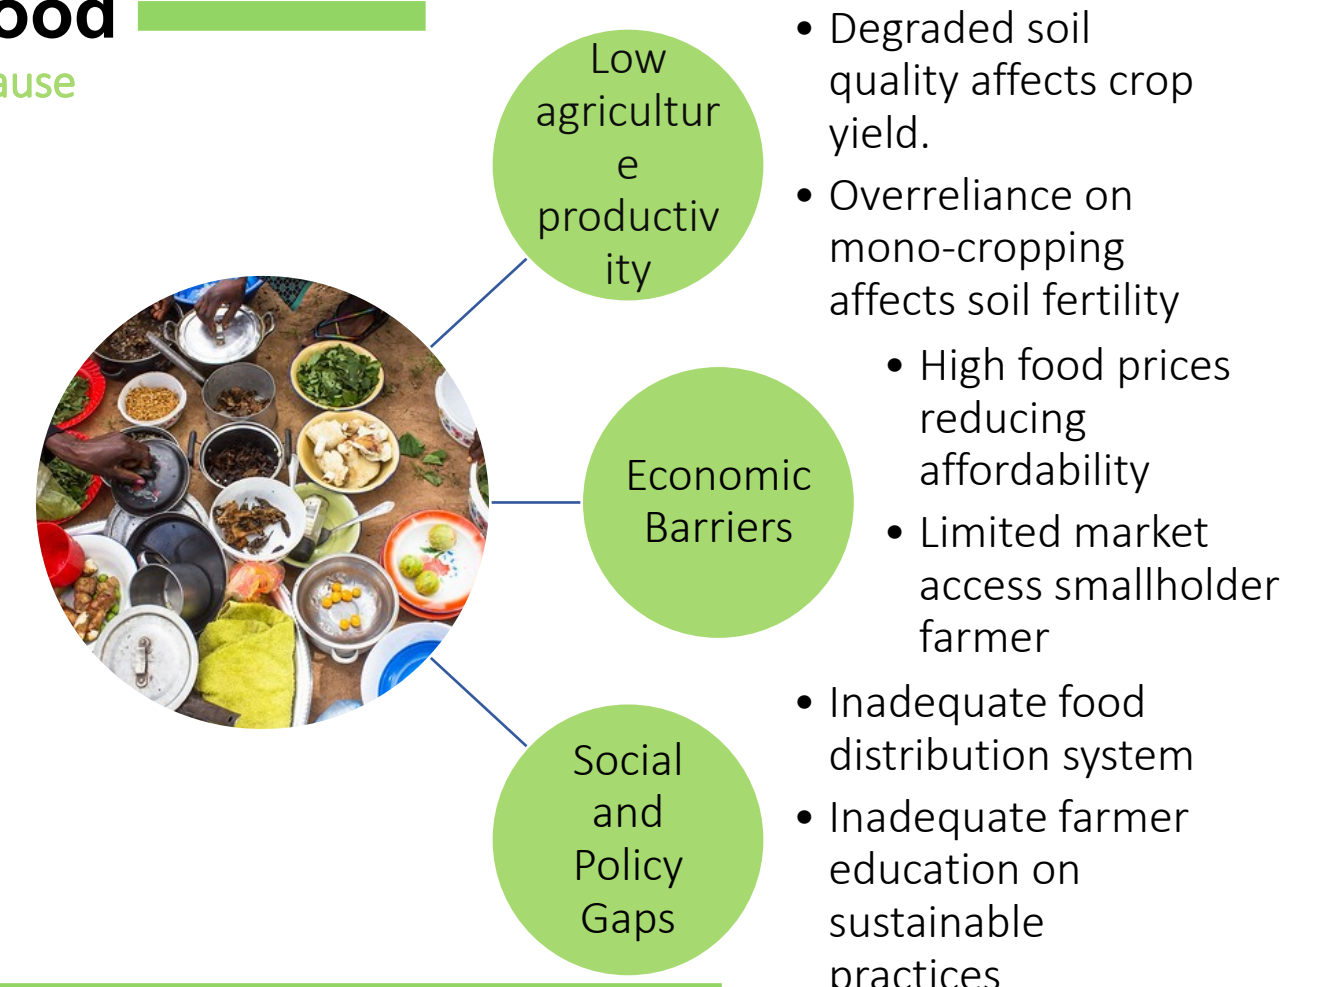 ood
ause
Low
agricultur
e
productiv
ity
• Degraded soil
quality affects crop
yield.
• Overreliance on
mono-cropping
affects soil fertility
Economic
Barriers
• High food prices
reducing
affordability
• Limited market
access smallholder
farmer
Social
and
Policy
Gaps
• Inadequate food
distribution system
• Inadequate farmer
education on
sustainable
practices